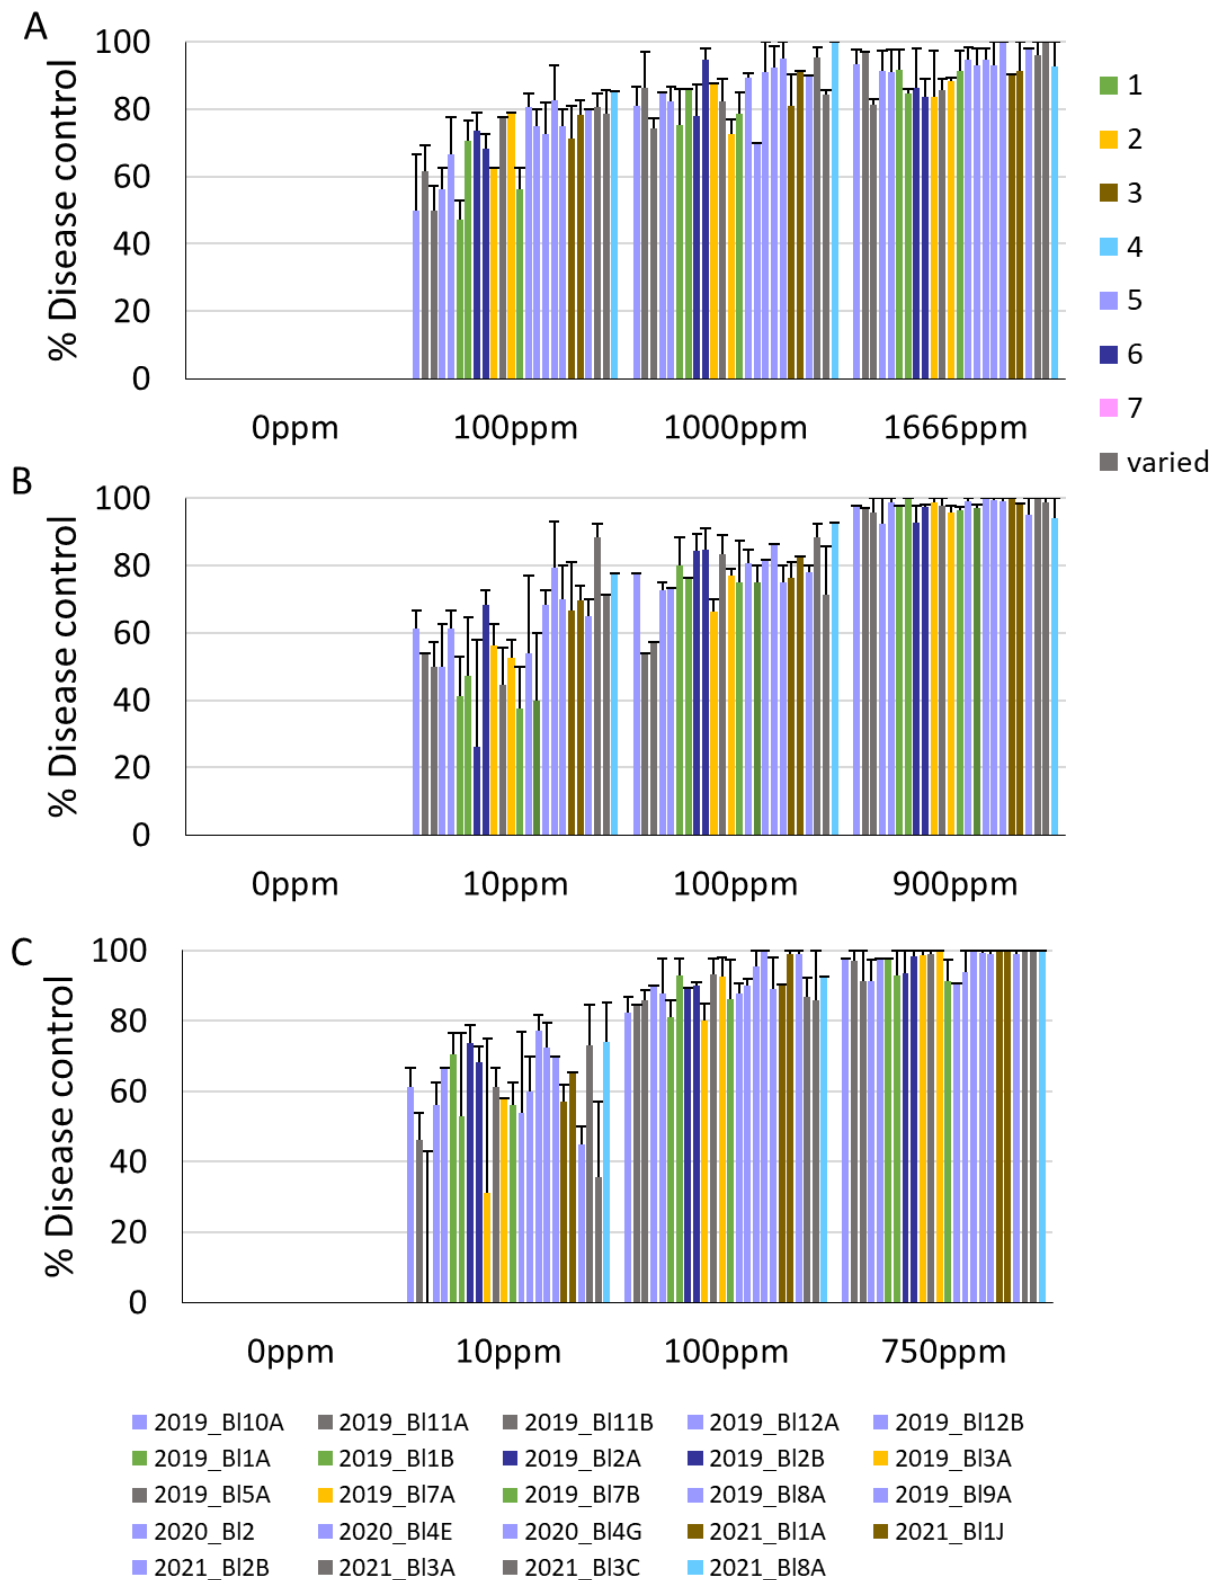 A
100
80
60
40
20
0
% Disease control
0ppm 100ppm 1000ppm 1666ppm
1
2
3
4
5
6
7
varied
B
100
80
60
40
20
0
% Disease control
0ppm 10ppm 100ppm 900ppm
C
100
80
60
40
20
0
% Disease control
0ppm 10ppm 100ppm 750ppm
2019_Bl10A 2019_Bl11A 2019_Bl11B 2019_Bl12A 2019_Bl12B
2019_Bl1A 2019_Bl1B 2019_Bl2A 2019_Bl2B 2019_Bl3A
2019_Bl5A 2019_Bl7A 2019_Bl7B 2019_Bl8A 2019_Bl9A
2020_Bl2 2020_Bl4E 2020_Bl4G 2021_Bl1A 2021_Bl1J
2021_Bl2B 2021_Bl3A 2021_Bl3C 2021_Bl8A